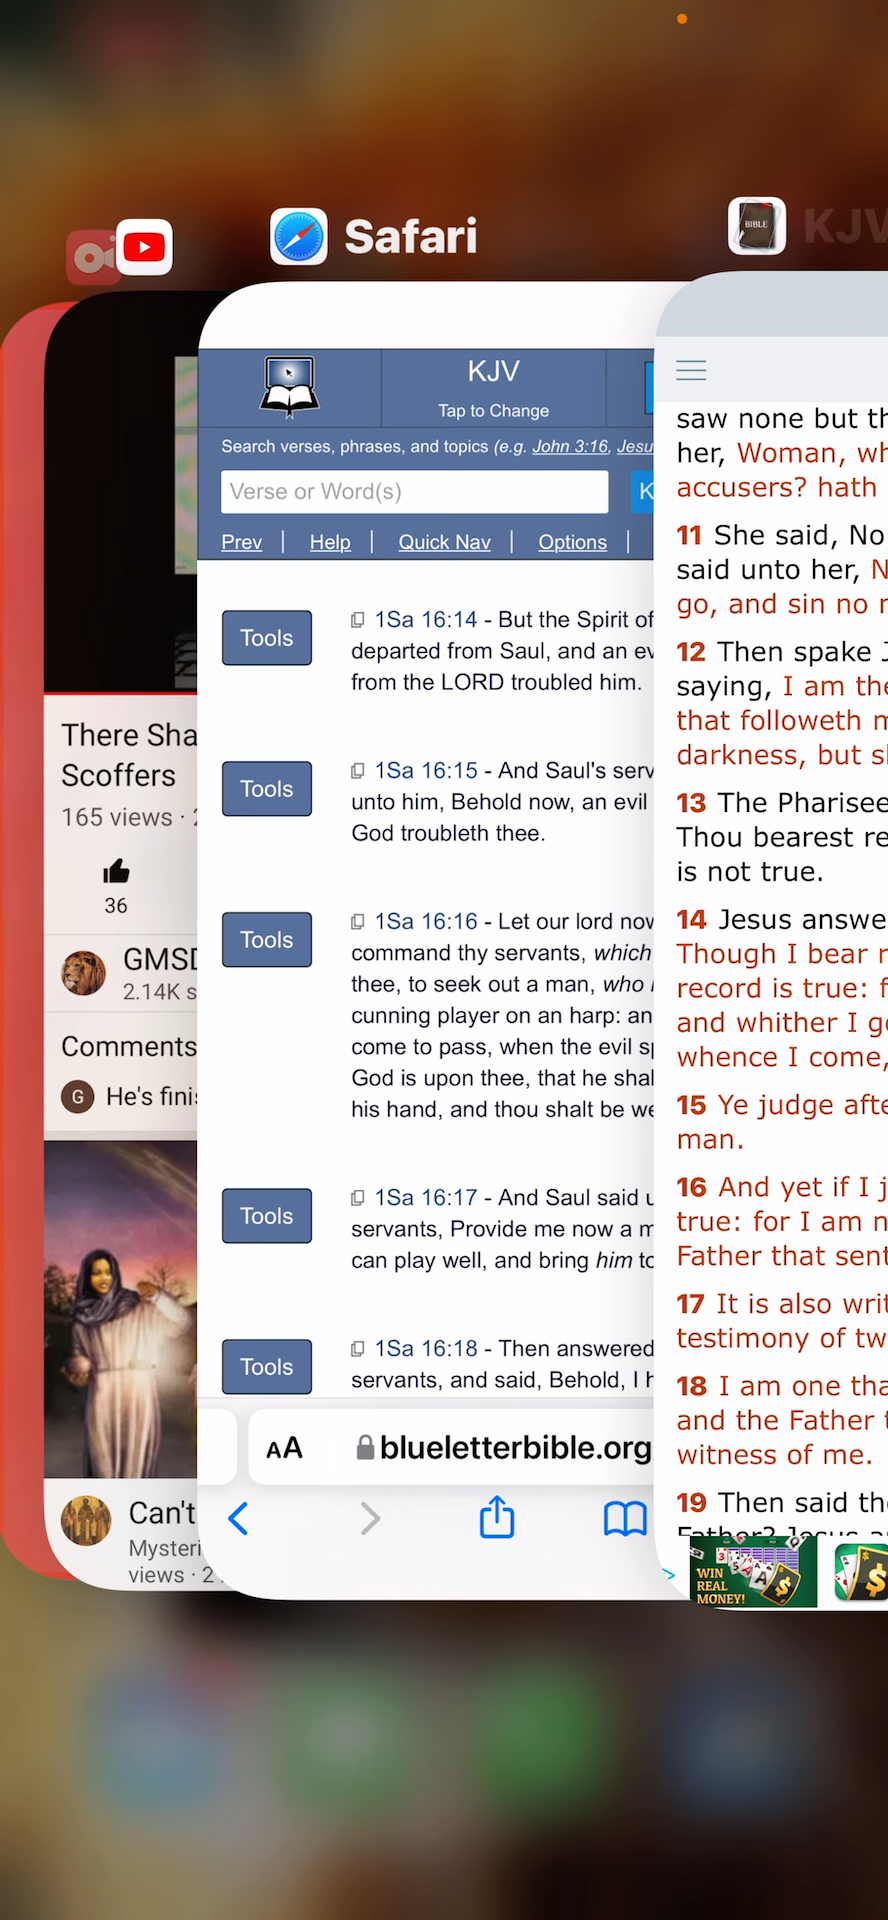 Safari
BIBLE
KJV
There Sha
Scoffers
165 views ·
36
GMSD
2.14K s
Comments
G He's fini
Can't
Mysteri
views · 2
KJV
Tap to Change
Search verses, phrases, and topics (e.g. John 3:16, Jesu
Verse or Word(s)
K
Prev | Help | Quick Nav | Options |
Tools
1Sa 16:14 - But the Spirit of
departed from Saul, and an ev
from the LORD troubled him.
Tools
1Sa 16:15 - And Saul's serv
unto him, Behold now, an evil
God troubleth thee.
Tools
1Sa 16:16 - Let our lord now
command thy servants, which
thee, to seek out a man, who
cunning player on an harp: an
come to pass, when the evil sp
God is upon thee, that he shal
his hand, and thou shalt be we
Tools
1Sa 16:17 - And Saul said u
servants, Provide me now a m
can play well, and bring him to
Tools
1Sa 16:18 - Then answered
servants, and said, Behold, I h
AA blueletterbible.org
saw none but th
her, Woman, wh
accusers? hath
11 She said, No
said unto her, N
go, and sin no m
12 Then spake J
saying, I am the
that followeth m
darkness, but sh
13 The Pharisee
Thou bearest re
is not true.
14 Jesus answe
Though I bear r
record is true: f
and whither I go
whence I come,
15 Ye judge afte
man.
16 And yet if I j
true: for I am n
Father that sent
17 It is also writ
testimony of tw
18 I am one tha
and the Father t
witness of me.
19 Then said the
Father? Jesus a
WIN
REAL
MONEY!